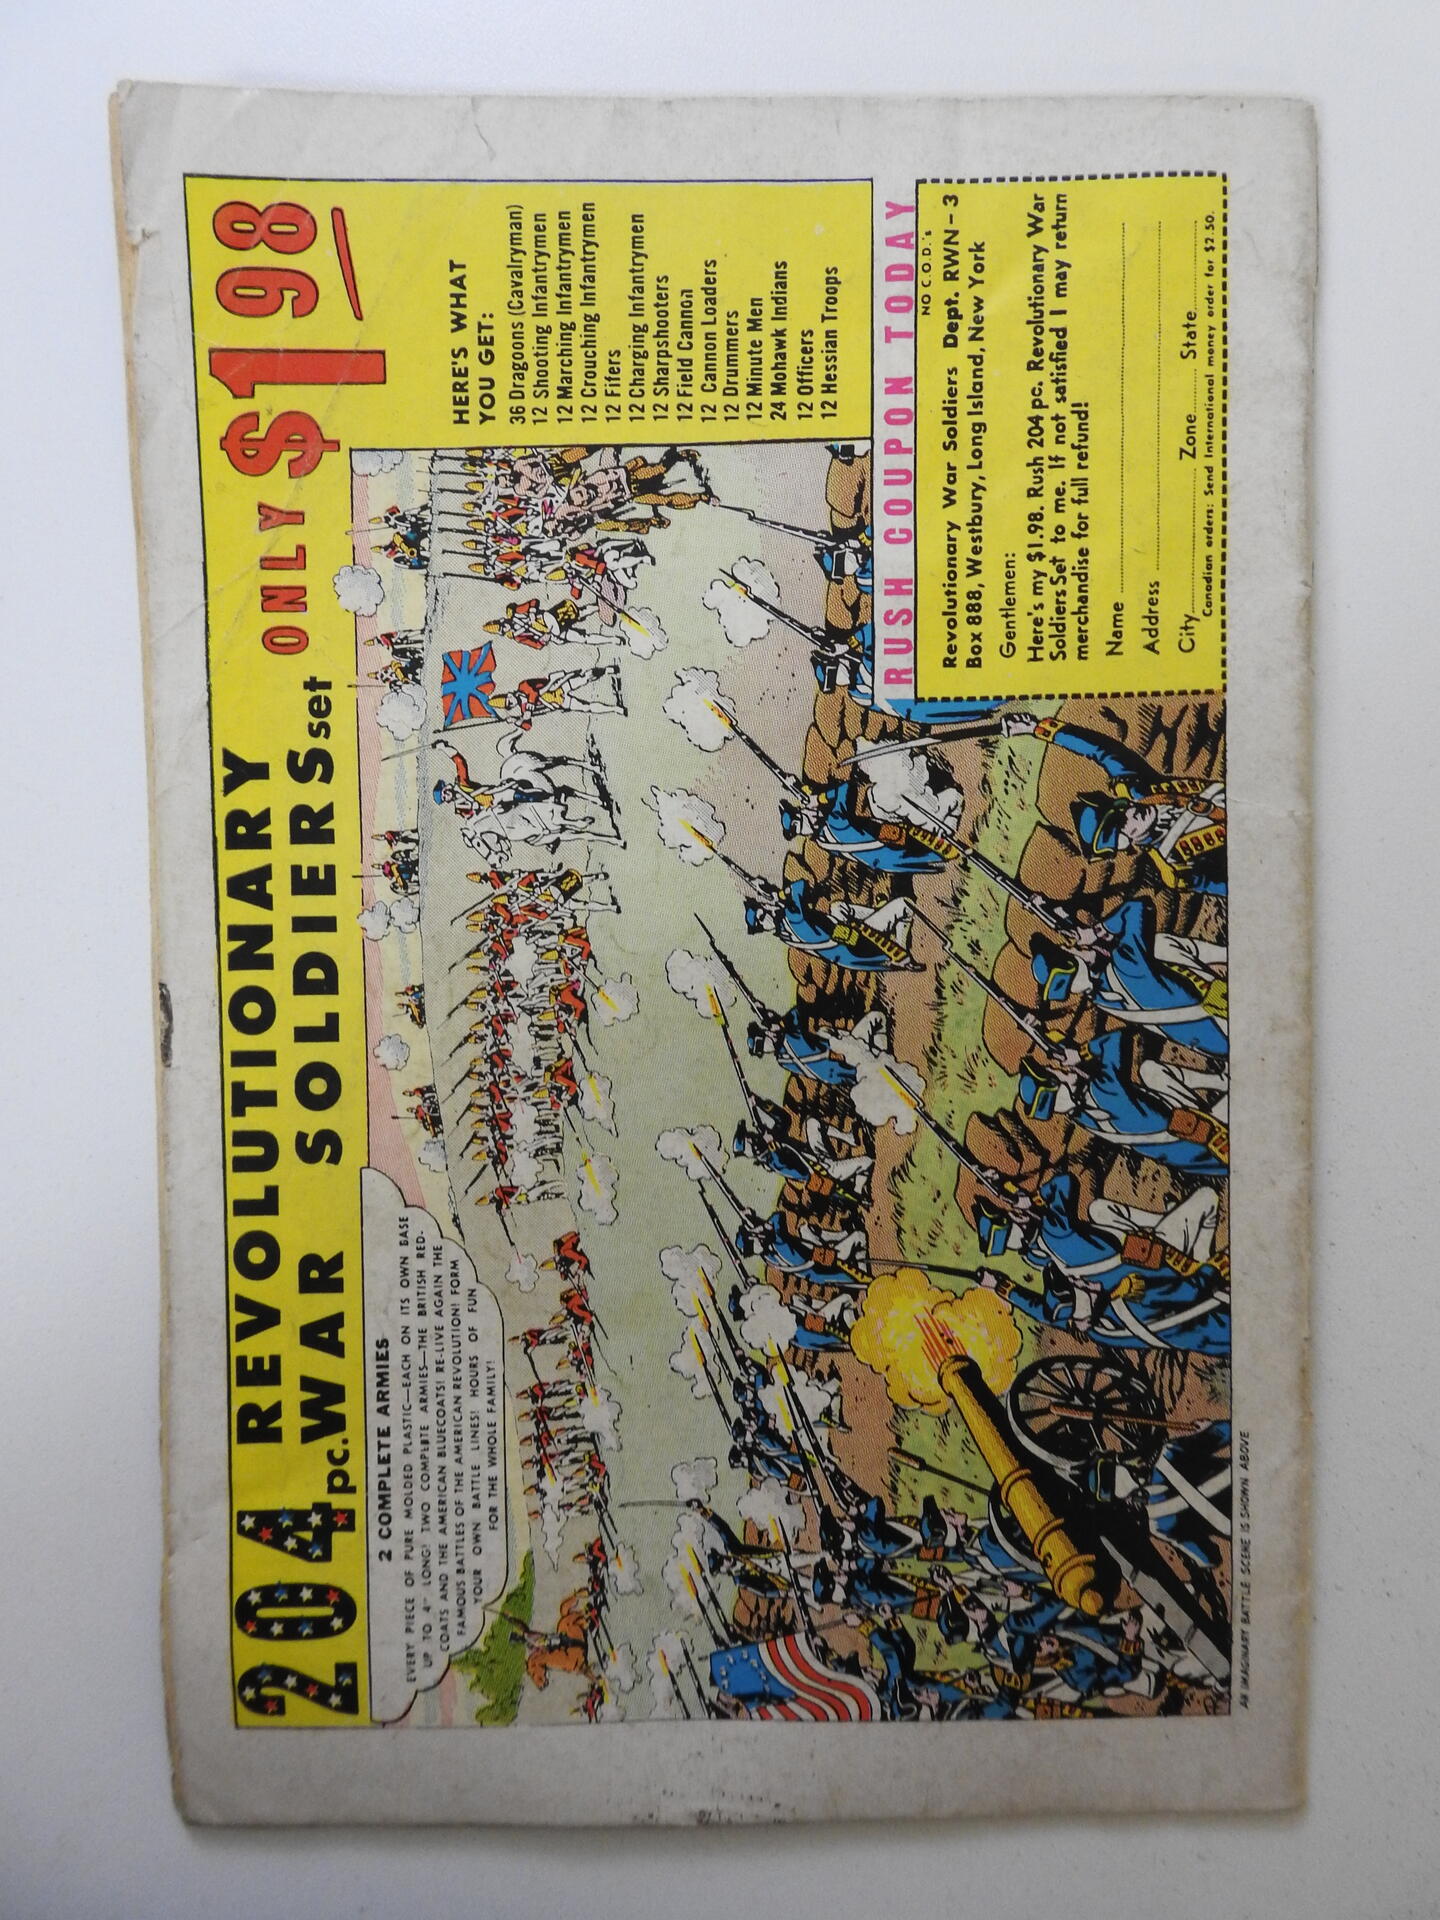 204 pc. REVOLUTIONARY
WAR SOLDIERS set ONLY $1 98
2 COMPLETE ARMIES
EVERY PIECE OF PURE MOLDED PLASTIC—EACH ON ITS OWN BASE
UP TO 4" LONG! TWO COMPLETE ARMIES—THE BRITISH RED-
COATS AND THE AMERICAN BLUECOATS! RE-LIVE AGAIN THE
FAMOUS BATTLES OF THE AMERICAN REVOLUTION! FORM
YOUR OWN BATTLE LINES! HOURS OF FUN
FOR THE WHOLE FAMILY!
HERE'S WHAT
YOU GET:
36 Dragoons (Cavalryman)
12 Shooting Infantrymen
12 Marching Infantrymen
12 Crouching Infantrymen
12 Fifers
12 Charging Infantrymen
12 Sharpshooters
12 Field Cannon
12 Cannon Loaders
12 Drummers
12 Minute Men
24 Mohawk Indians
12 Officers
12 Hessian Troops
RUSH COUPON TODAY
NO C.O.D.'s
Revolutionary War Soldiers Dept. RWN-3
Box 888, Westbury, Long Island, New York
Gentlemen:
Here's my $1.98. Rush 204 pc. Revolutionary War
Soldiers Set to me. If not satisfied I may return
merchandise for full refund!
Name
Address
City Zone State
Canadian orders: Send International money order for $2.50.
AN IMAGINARY BATTLE SCENE IS SHOWN ABOVE